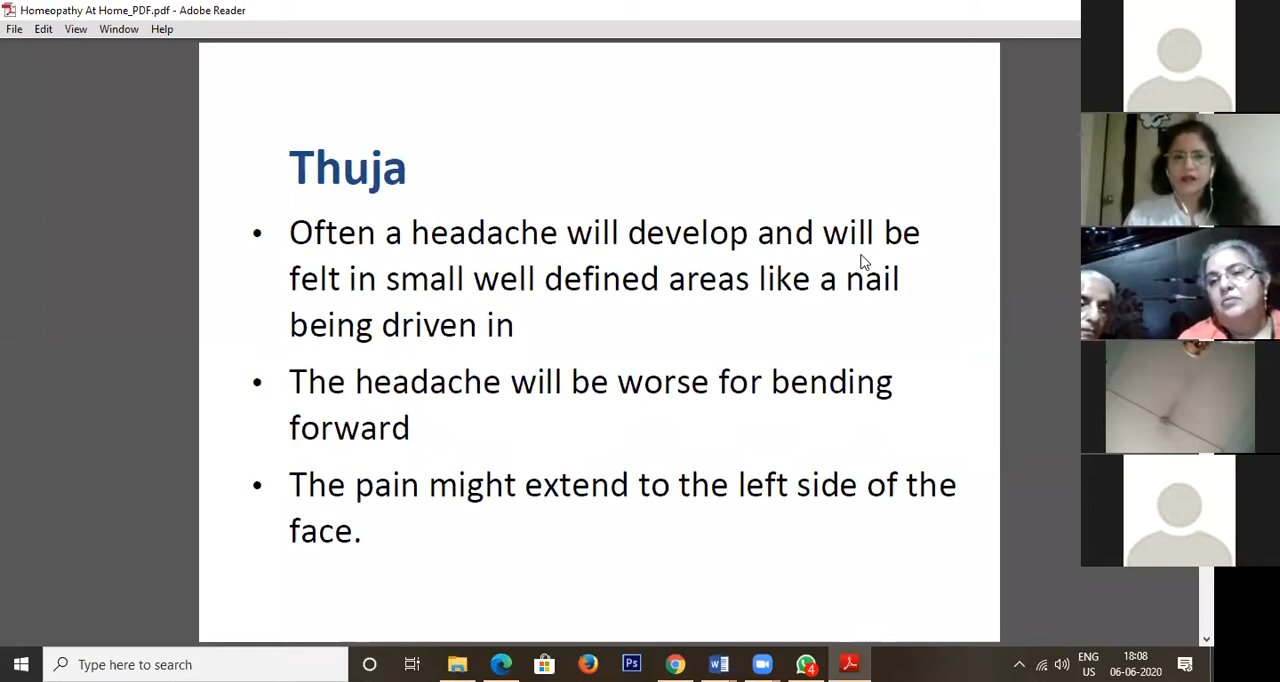 Homeopathy At Home_PDF.pdf - Adobe Reader
File Edit View Window Help
Thuja
• Often a headache will develop and will be
felt in small well defined areas like a nail
being driven in
• The headache will be worse for bending
forward
• The pain might extend to the left side of the
face.
Type here to search
Ps
4
ENG
US
18:08
06-06-2020